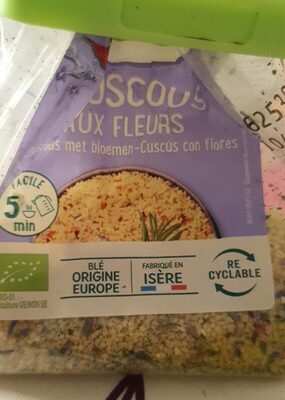 OUSCOUS
AUX FLEURS
ous met bloemen-Cuscús con flores
FACILE
5
min
BLÉ
ORIGINE
EUROPE
FABRIQUÉ EN
ISÈRE
RE
CYCLABLE